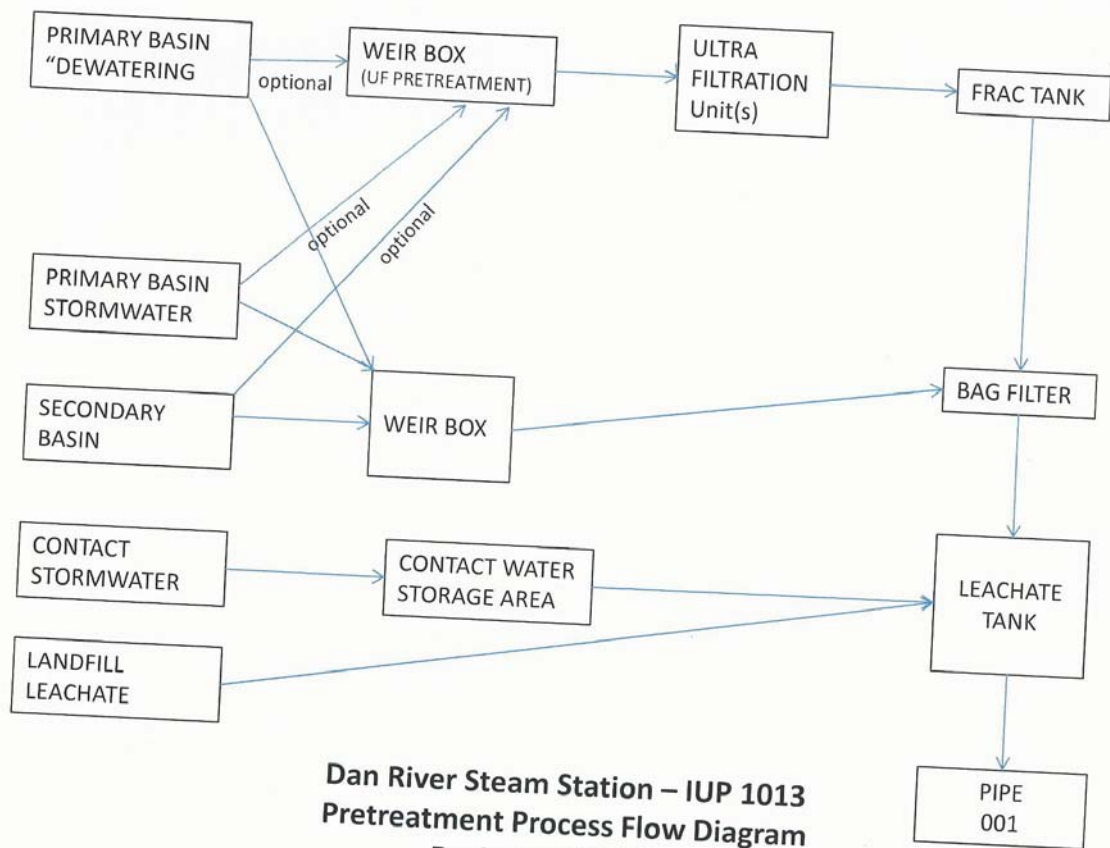 PRIMARY BASIN
“DEWATERING
optional
WEIR BOX
(UF PRETREATMENT)
ULTRA
FILTRATION
Unit(s)
FRAC TANK
optional
optional
PRIMARY BASIN
STORMWATER
SECONDARY
BASIN
WEIR BOX
BAG FILTER
CONTACT
STORMWATER
CONTACT WATER
STORAGE AREA
LEACHATE
TANK
LANDFILL
LEACHATE
PIPE
001
Dan River Steam Station – IUP 1013
Pretreatment Process Flow Diagram